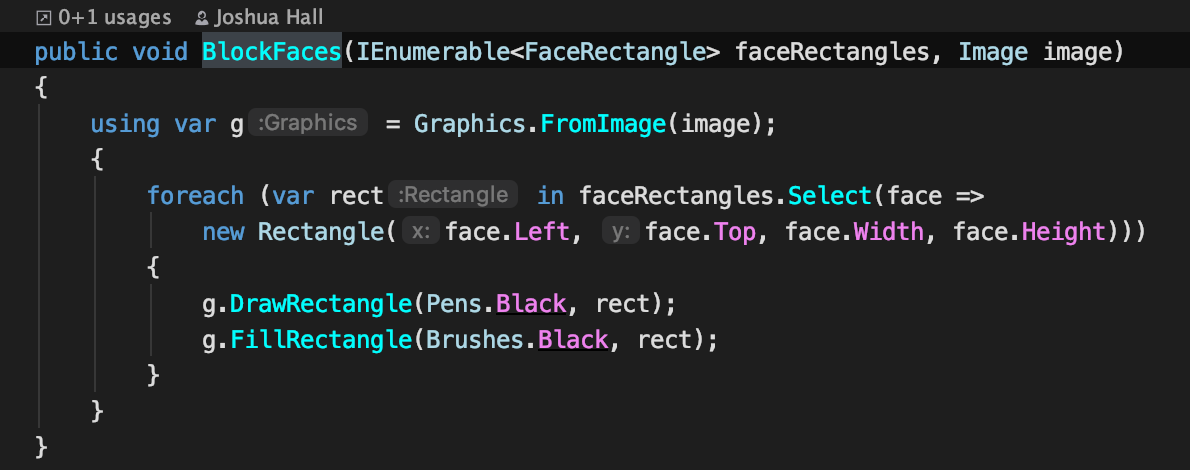 0+1 usages Joshua Hall
public void BlockFaces(IEnumerable<FaceRectangle> faceRectangles, Image image)
{
using var g :Graphics = Graphics.FromImage(image);
{
foreach (var rect :Rectangle in faceRectangles.Select(face =>
new Rectangle( x: face.Left, y: face.Top, face.Width, face.Height)))
{
g.DrawRectangle(Pens.Black, rect);
g.FillRectangle(Brushes.Black, rect);
}
}
}